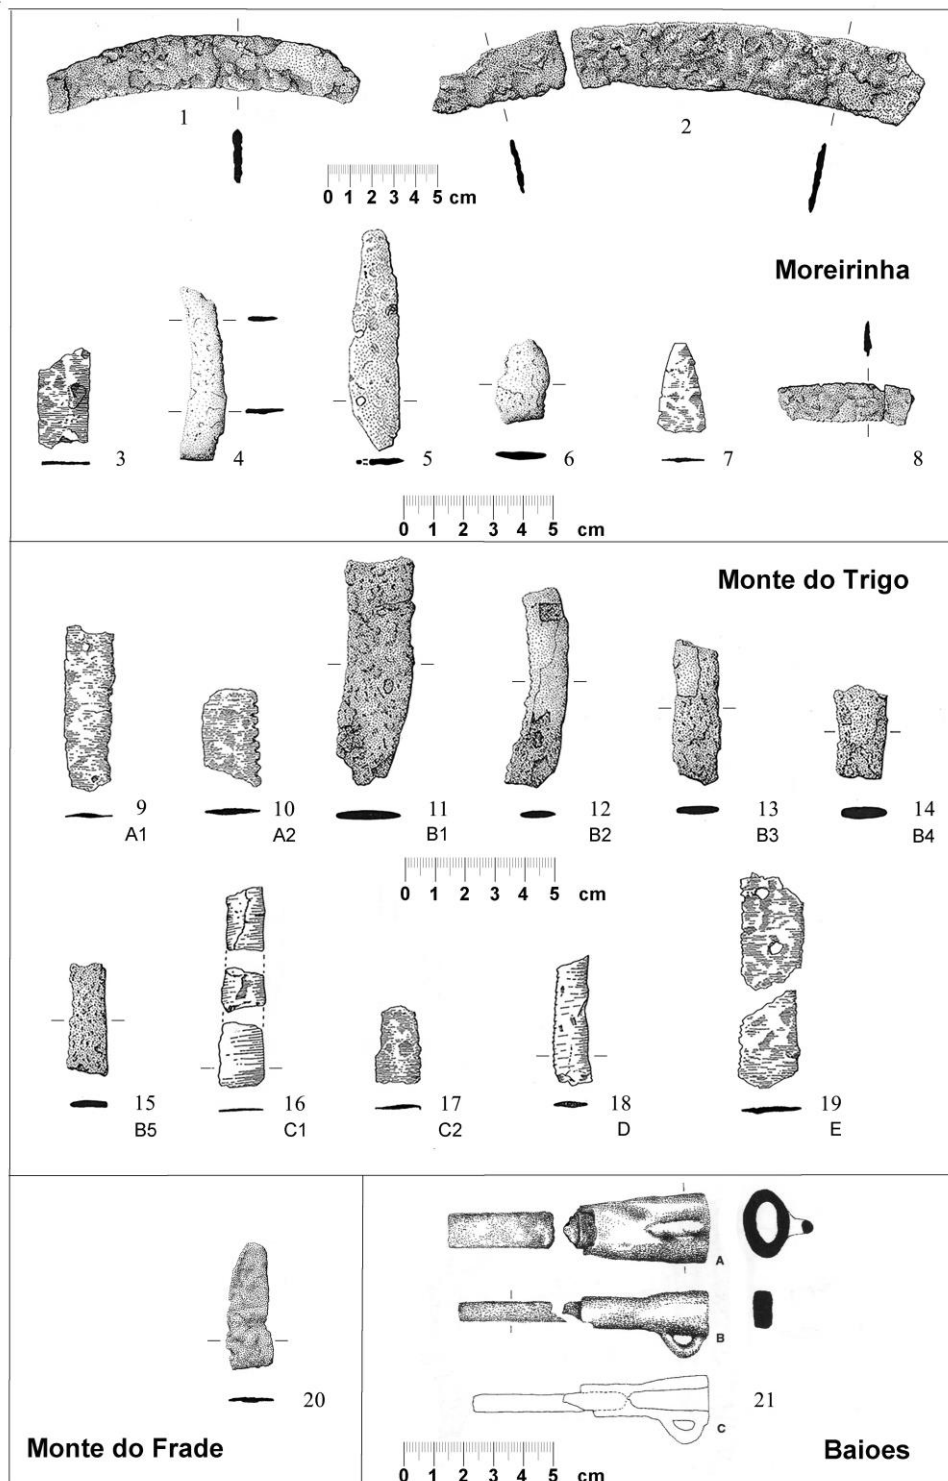 1
2
0 1 2 3 4 5 cm
Moreirinha
3 4 5 6 7 8
0 1 2 3 4 5 cm
Monte do Trigo
9 10 11 12 13 14
A1 A2 B1 B2 B3 B4
0 1 2 3 4 5 cm
15 16 17 18 19
B5 C1 C2 D E
A
B
20
21
C
Monte do Frade
Baioes
0 1 2 3 4 5 cm